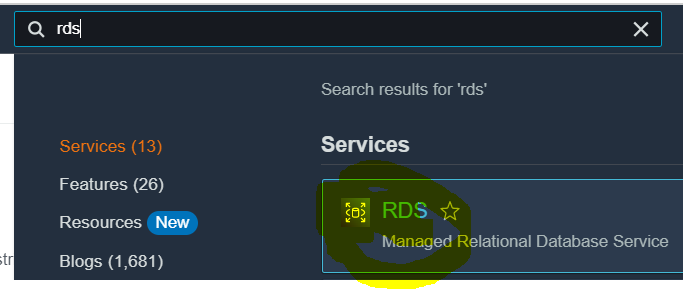 rds
Search results for 'rds'
Services (13)
Services
Features (26)
Resources New
RDS
Managed Relational Database Service
Blogs (1,681)